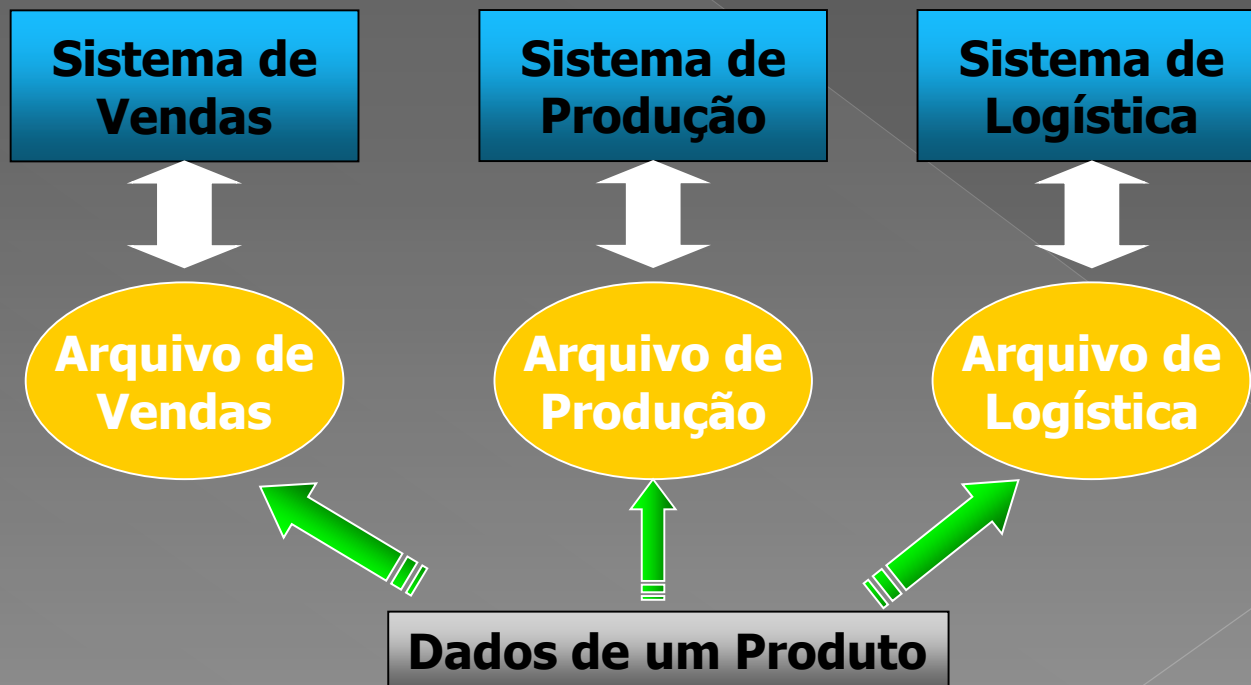 Sistema de
Vendas
Sistema de
Produção
Sistema de
Logística
Arquivo de
Vendas
Arquivo de
Produção
Arquivo de
Logística
Dados de um Produto